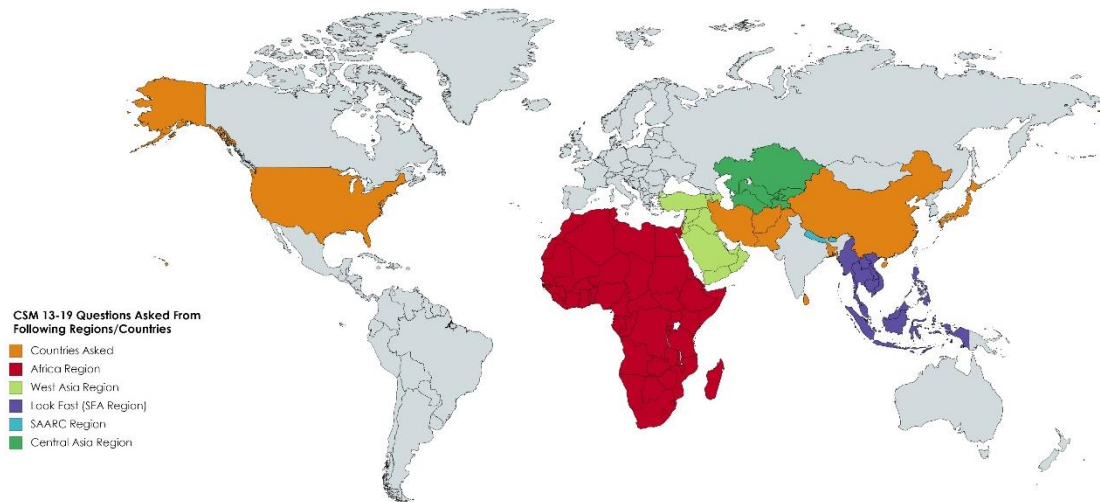 CSM 13-19 Questions Asked From
Following Regions/Countries
Countries Asked
Africa Region
West Asia Region
Look East (SEA Region)
SAARC Region
Central Asia Region